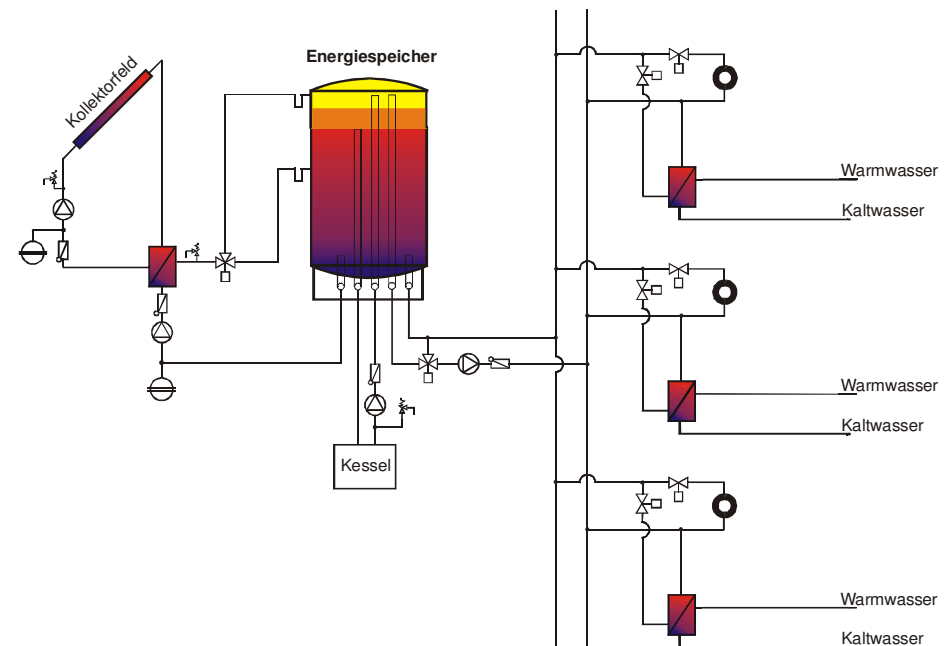 Energiespeicher
Kollektorfeld
Warmwasser
Kaltwasser
Warmwasser
Kaltwasser
Kessel
Warmwasser
Kaltwasser